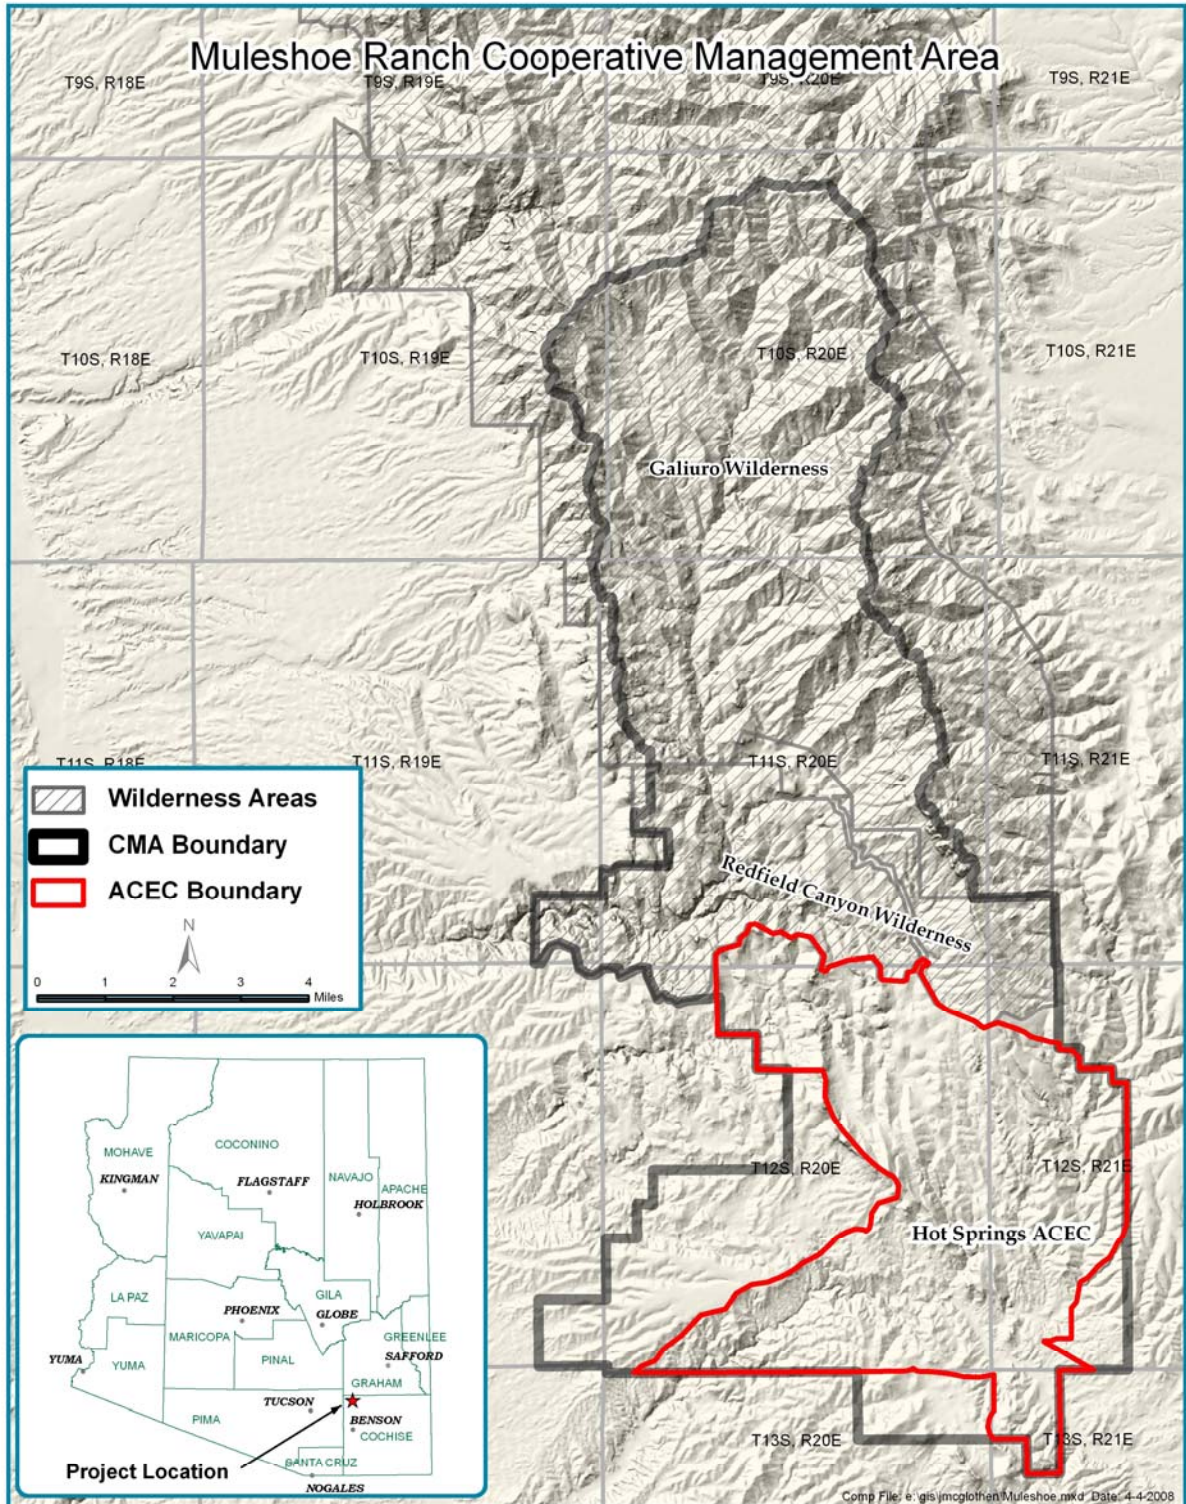 Muleshoe Ranch Cooperative Management Area
T9S, R18E
T9S, R19E
T9S, R20E
T9S, R21E
T10S, R18E
T10S, R19E
T10S, R20E
T10S, R21E
Galiuro Wilderness
T11S, R18E
T11S, R19E
T11S, R20E
T11S, R21E
Wilderness Areas
CMA Boundary
ACEC Boundary
N
0 1 2 3 4
Miles
Redfield Canyon Wilderness
T12S, R20E
T12S, R21E
Hot Springs ACEC
T13S, R20E
T13S, R21E
MOHAVE
KINGMAN
COCONINO
FLAGSTAFF
NAVAJO
APACHE
HOLBROOK
YAVAPAI
LA PAZ
PHOENIX
GILA
GLOBE
MARICOPA
GREENLEE
YUMA
YUMA
PINAL
SAFFORD
GRAHAM
TUCSON
PIMA
BENSON
COCHISE
SANTA CRUZ
Project Location
NOGALES
Comp File: e:\gis\jmcglothen\Muleshoe.mxd Date: 4-4-2008